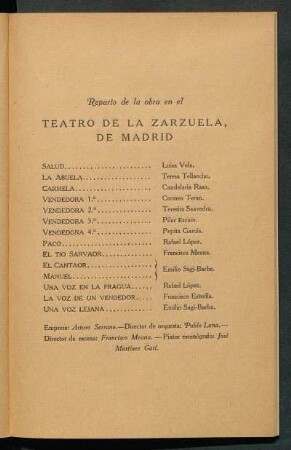 Reparto de la obra en el
TEATRO DE LA ZARZUELA,
DE MADRID
SALUD........................ Luisa Vela.
LA ABUELA.................. Teresa Tellaeche.
CARMELA..................... Candelaria Riaza.
VENDEDORA 1.ª............. Carmen Teran.
VENDEDORA 2.ª............. Teresita Saavedra.
VENDEDORA 3.ª............. Pilar
VENDEDORA 4.ª............. Pepita García.
PACO.......................... Rafael López.
EL TIO SARVAOR............ Francisco Meana.
EL CANTAOR................. Emilio Sagi-Barba.
MANUEL......................
UNA VOZ EN LA FRAGUA..... Rafael López.
LA VOZ DE UN VENDEDOR.... Francisco Estrella.
UNA VOZ LEJANA............ Emilio Sagi-Barba.
Empresa: Arturo Serrano.—Director de orquesta: Pablo Luna.—
Director de escena: Francisco Meana. — Pintor escenógrafo: José
Martínez Garí.